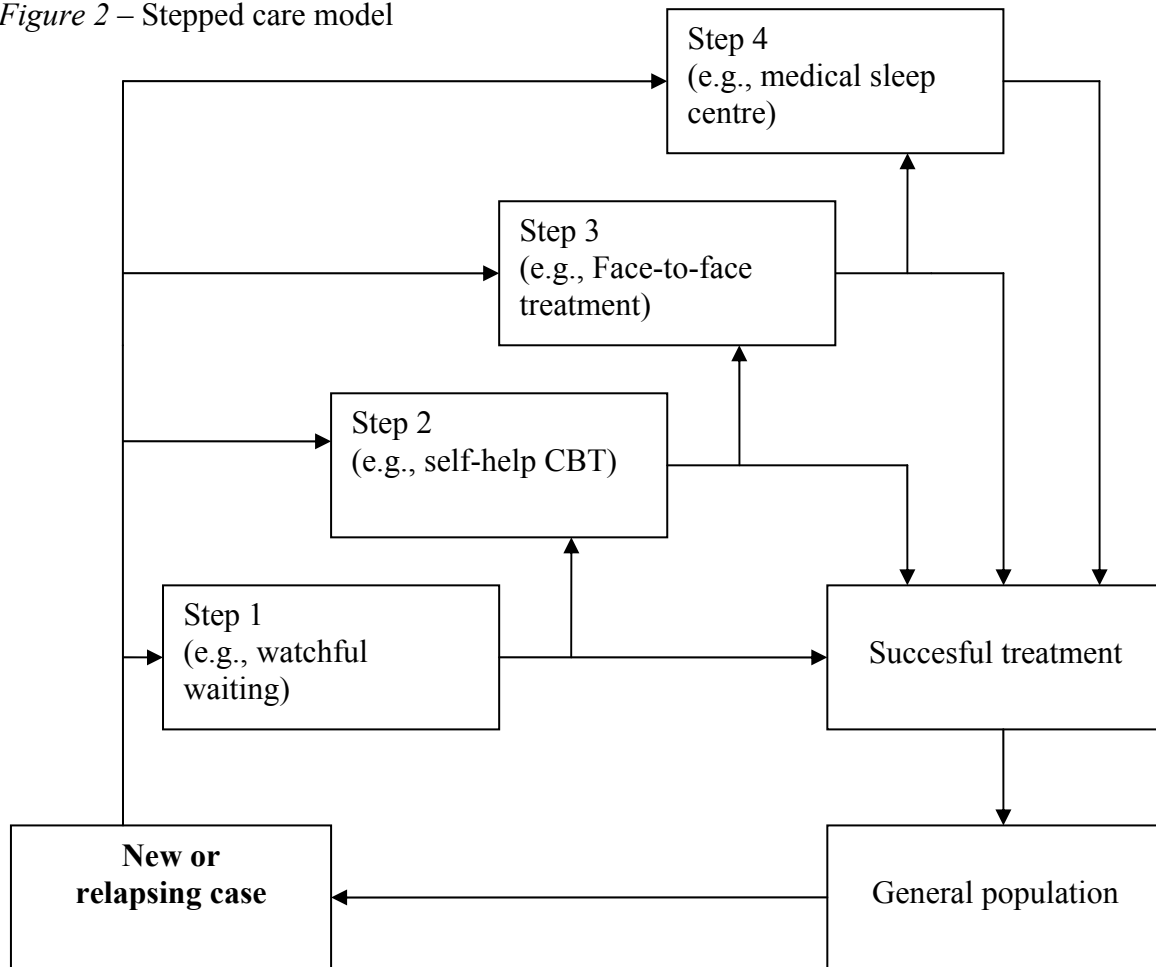 Figure 2 – Stepped care model
Step 4
(e.g., medical sleep
centre)
Step 3
(e.g., Face-to-face
treatment)
Step 2
(e.g., self-help CBT)
Step 1
(e.g., watchful
waiting)
Succesful treatment
New or
relapsing case
General population